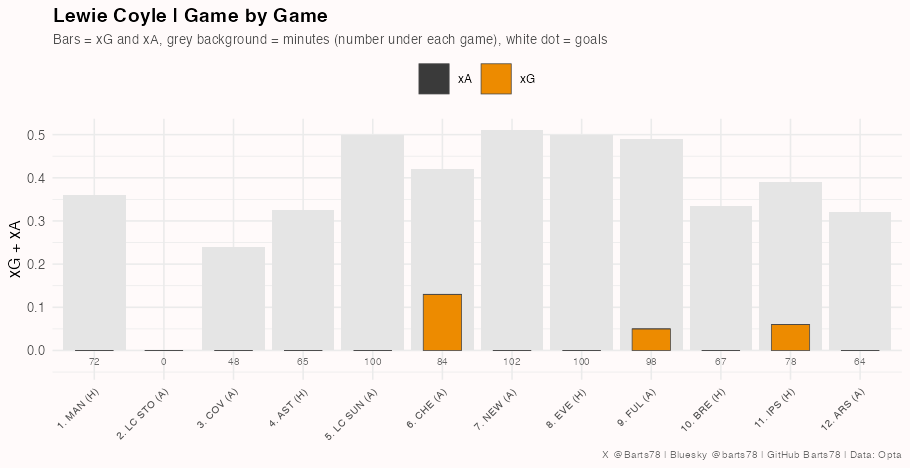 Lewie Coyle | Game by Game
Bars = xG and xA, grey background = minutes (number under each game), white dot = goals
xA xG
xG + xA
0.5
0.4
0.3
0.2
0.1
0.0
72 0 48 65 100 84 102 100 98 67 78 64
1. MAN (H) 2. LC STO (A) 3. COV (A) 4. AST (H) 5. LC SUN (A) 6. CHE (A) 7. NEW (A) 8. EVE (H) 9. FUL (A) 10. BRE (H) 11. IPS (H) 12. ARS (A)
X @Barts78 | Bluesky @barts78 | GitHub Barts78 | Data: Opta